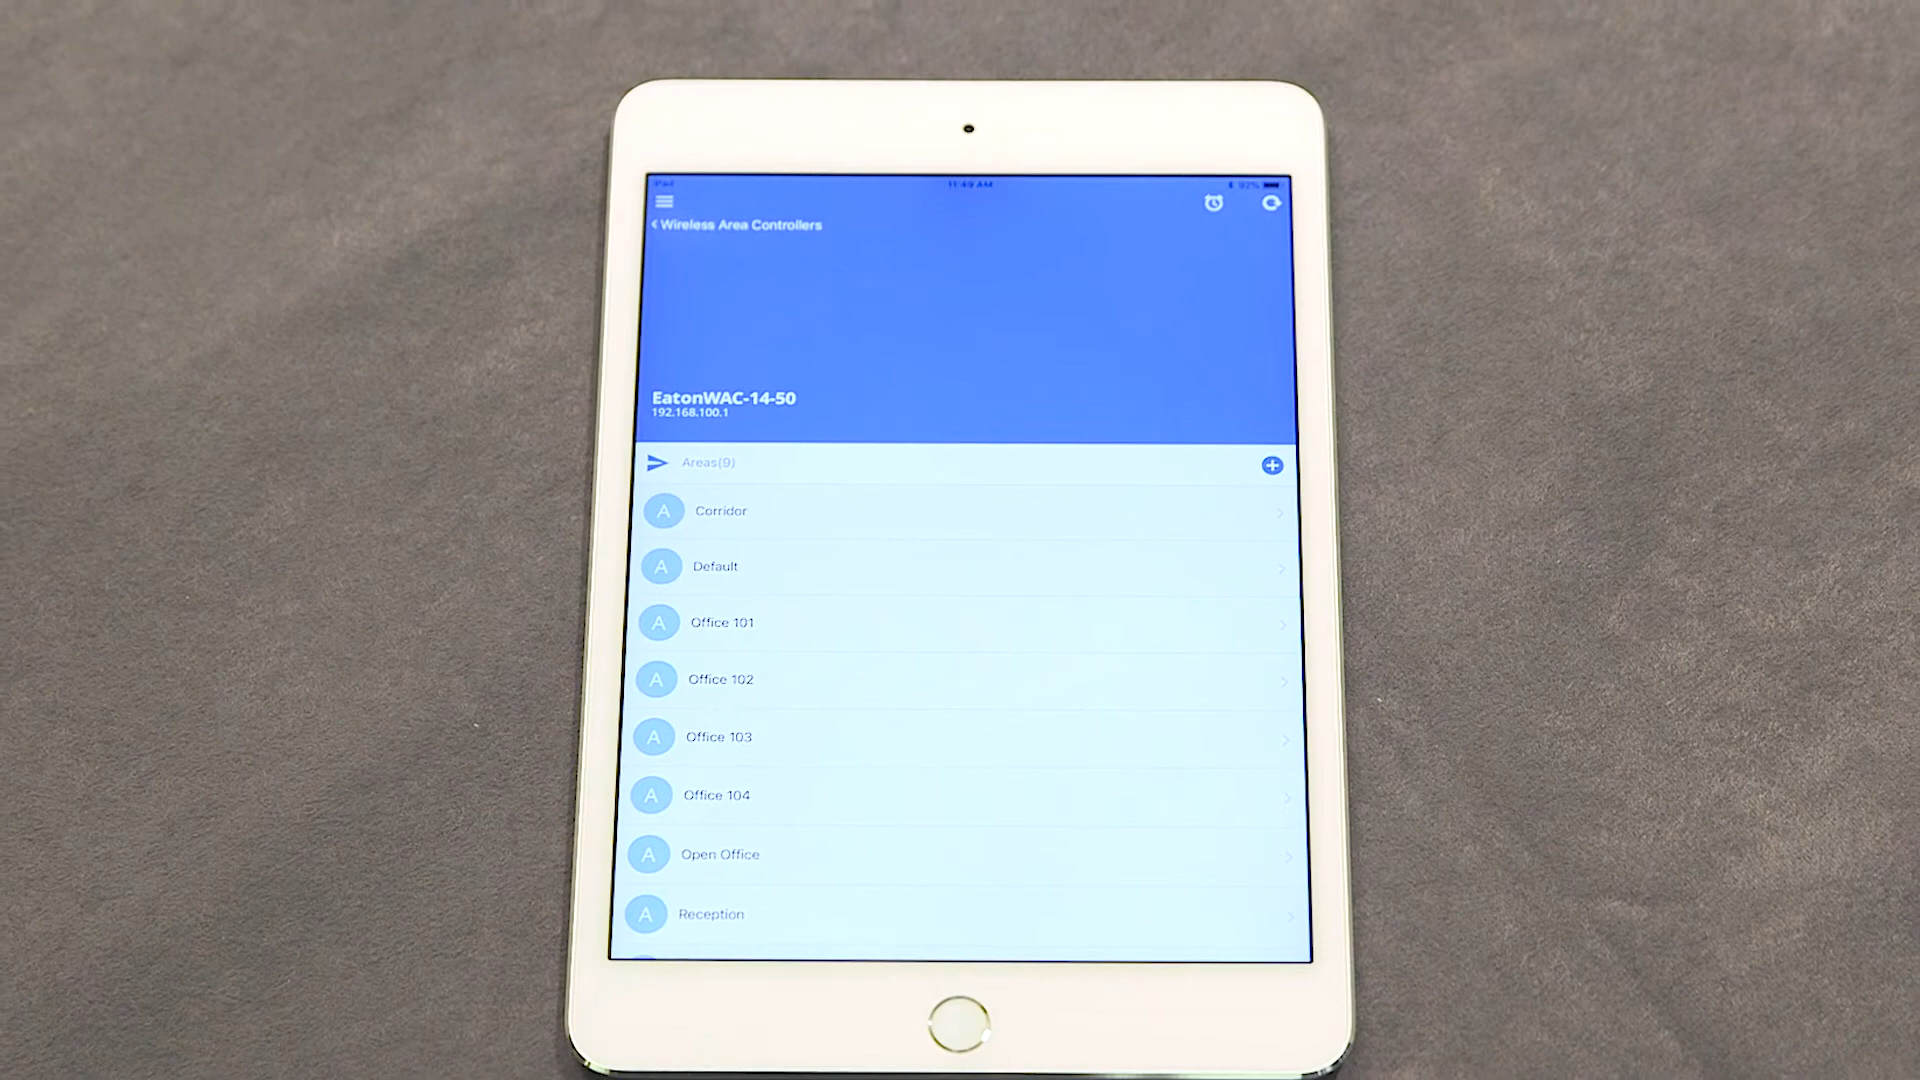 iPad 11:49 AM 92%
Wireless Area Controllers
EatonWAC-14-50
192.168.100.1
Areas(9)
A Corridor
A Default
A Office 101
A Office 102
A Office 103
A Office 104
A Open Office
A Reception